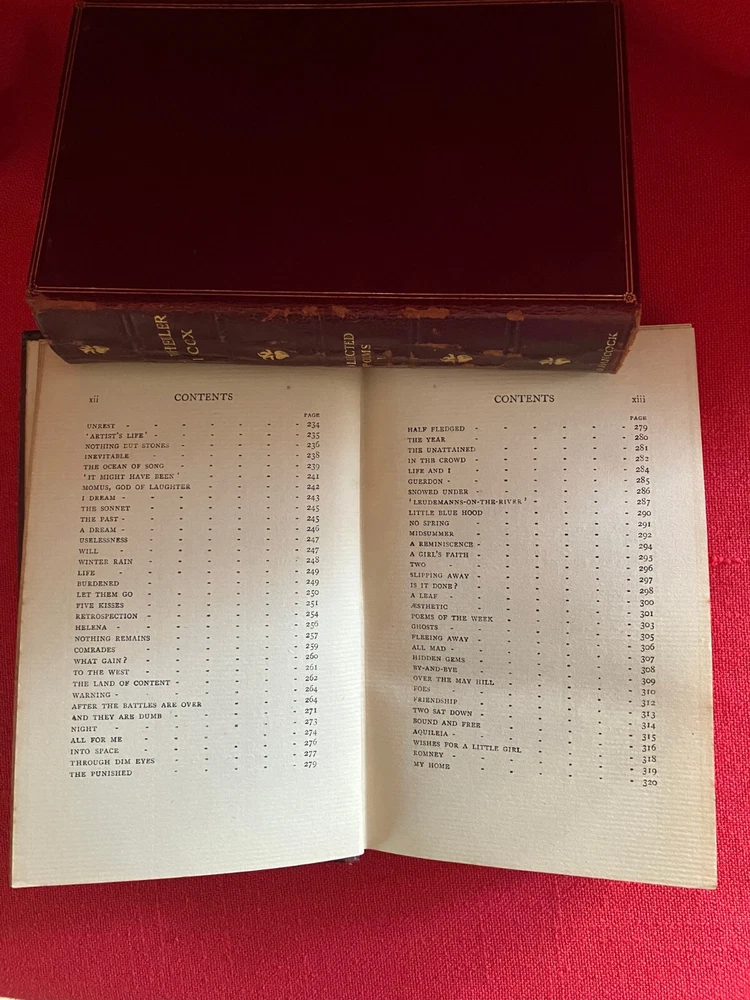 HEELER
LCOX
LLECTED
POEMS
xii CONTENTS
PAGE
UNREST - 234
'ARTIST'S LIFE' - 235
NOTHING BUT STONES - 236
INEVITABLE - 238
THE OCEAN OF SONG - 239
'IT MIGHT HAVE BEEN' - 241
MOMUS, GOD OF LAUGHTER - 242
I DREAM - 243
THE SONNET - 245
THE PAST - 245
A DREAM - 246
USELESSNESS - 247
WILL - 247
WINTER RAIN - 248
LIFE - 249
BURDENED - 249
LET THEM GO - 250
FIVE KISSES - 251
RETROSPECTION - 254
HELENA - 256
NOTHING REMAINS - 257
COMRADES - 259
WHAT GAIN? - 260
TO THE WEST - 261
THE LAND OF CONTENT - 262
WARNING - 264
AFTER THE BATTLES ARE OVER - 264
AND THEY ARE DUMB - 271
NIGHT - 273
ALL FOR ME - 274
INTO SPACE - 276
THROUGH DIM EYES - 277
THE PUNISHED - 279
CONTENTS xiii
PAGE
HALF FLEDGED - 279
THE YEAR - 280
THE UNATTAINED - 281
IN THE CROWD - 282
LIFE AND I - 284
GUERDON - 285
SNOWED UNDER - 286
'LEUDEMANNS-ON-THE-RIVER' - 287
LITTLE BLUE HOOD - 290
NO SPRING - 291
MIDSUMMER - 292
A REMINISCENCE - 294
A GIRL'S FAITH - 295
TWO - 296
SLIPPING AWAY - 297
IS IT DONE? - 298
A LEAF - 300
ÆSTHETIC - 301
POEMS OF THE WEEK - 303
GHOSTS - 305
FLEEING AWAY - 306
ALL MAD - 307
HIDDEN GEMS - 308
BY-AND-BYE - 309
OVER THE MAY HILL - 310
FOES - 312
FRIENDSHIP - 313
TWO SAT DOWN - 314
BOUND AND FREE - 315
AQUILEIA - 316
WISHES FOR A LITTLE GIRL - 318
ROMNEY - 319
MY HOME - 320